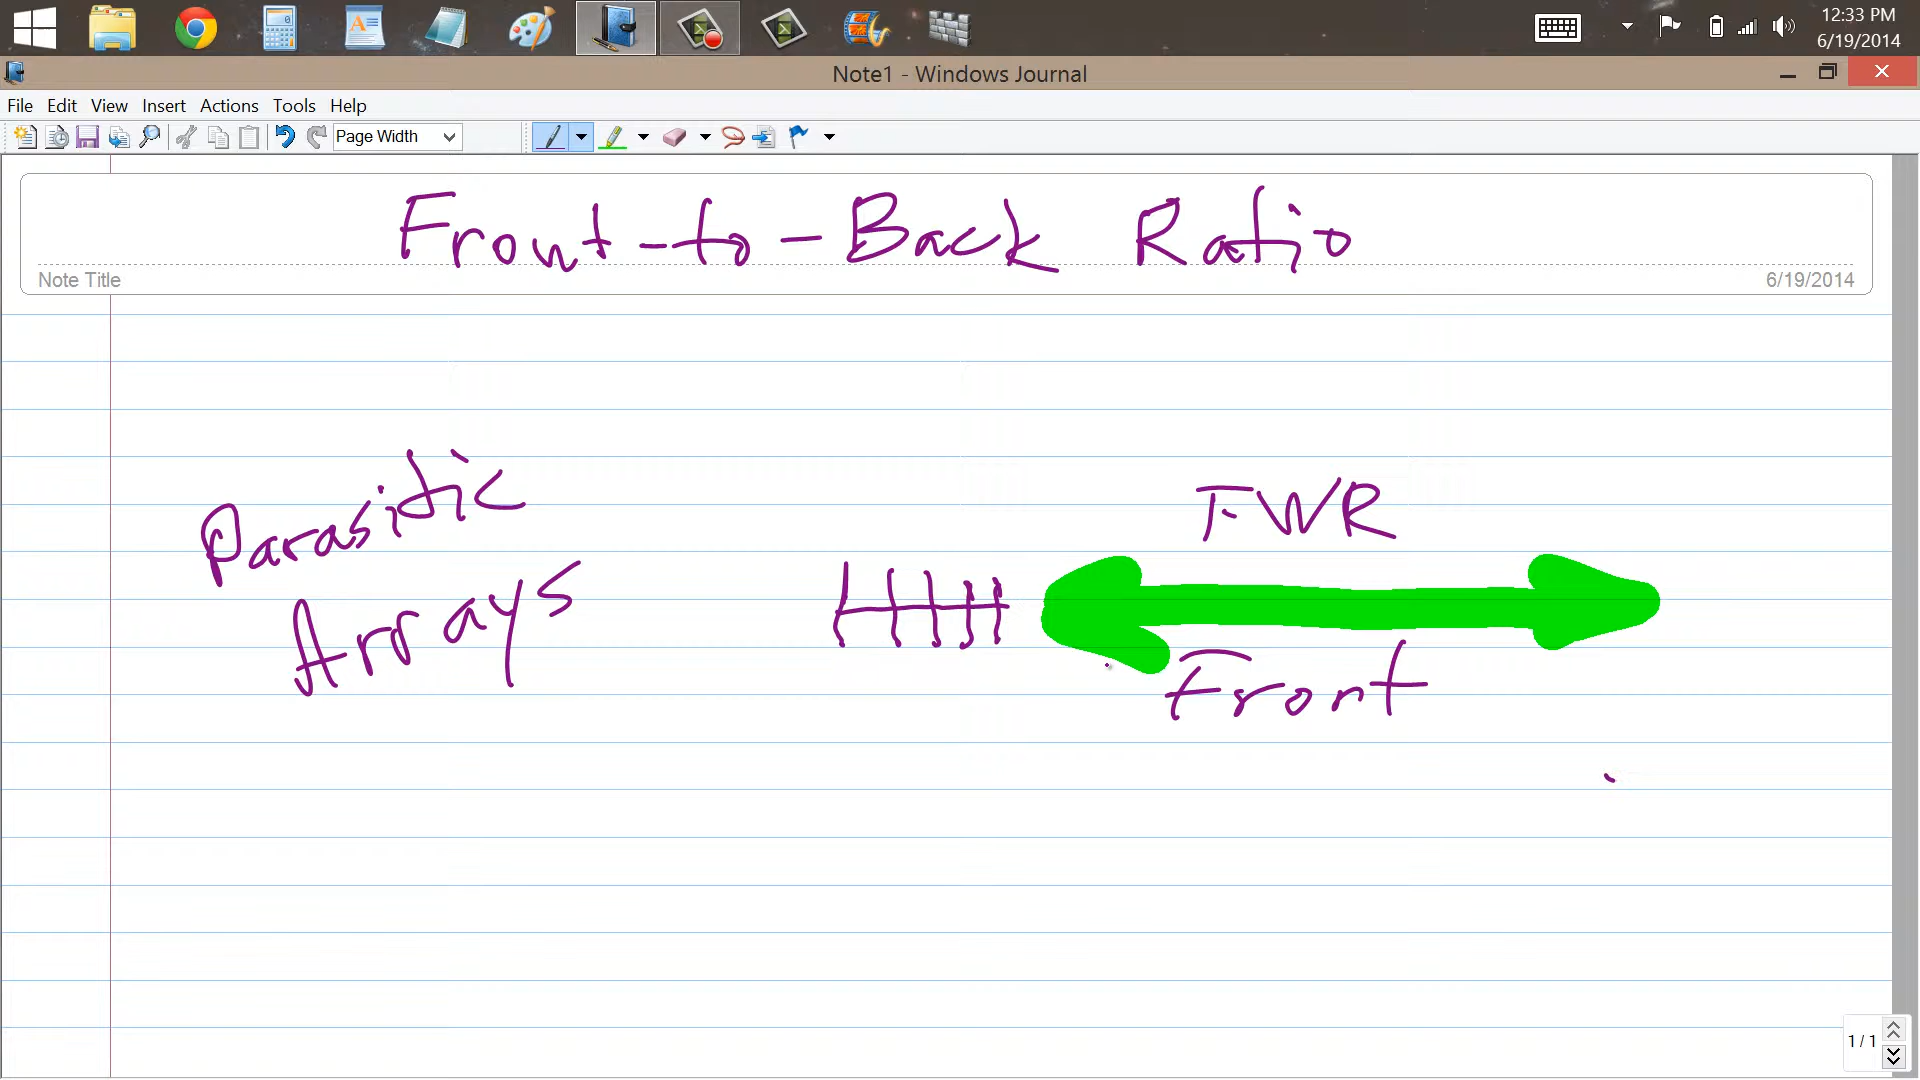 12:33 PM
6/19/2014
Note1 - Windows Journal
File Edit View Insert Actions Tools Help
Page Width
Front-to-Back Ratio
Note Title
6/19/2014
Parasitic
Arrays
FWR
Front
1 / 1